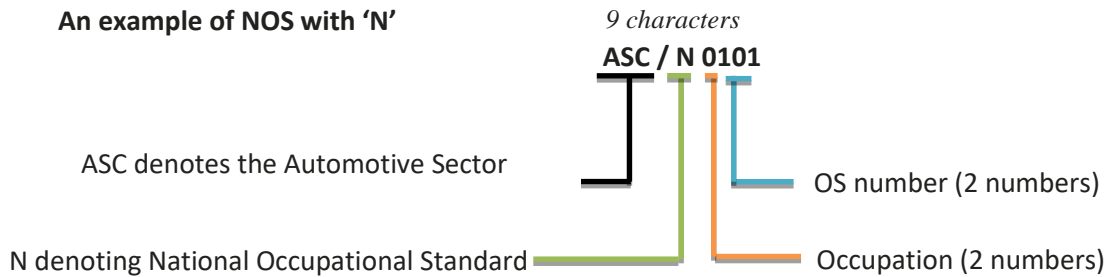 An example of NOS with ‘N’
9 characters
ASC / N 0101
ASC denotes the Automotive Sector
OS number (2 numbers)
N denoting National Occupational Standard
Occupation (2 numbers)